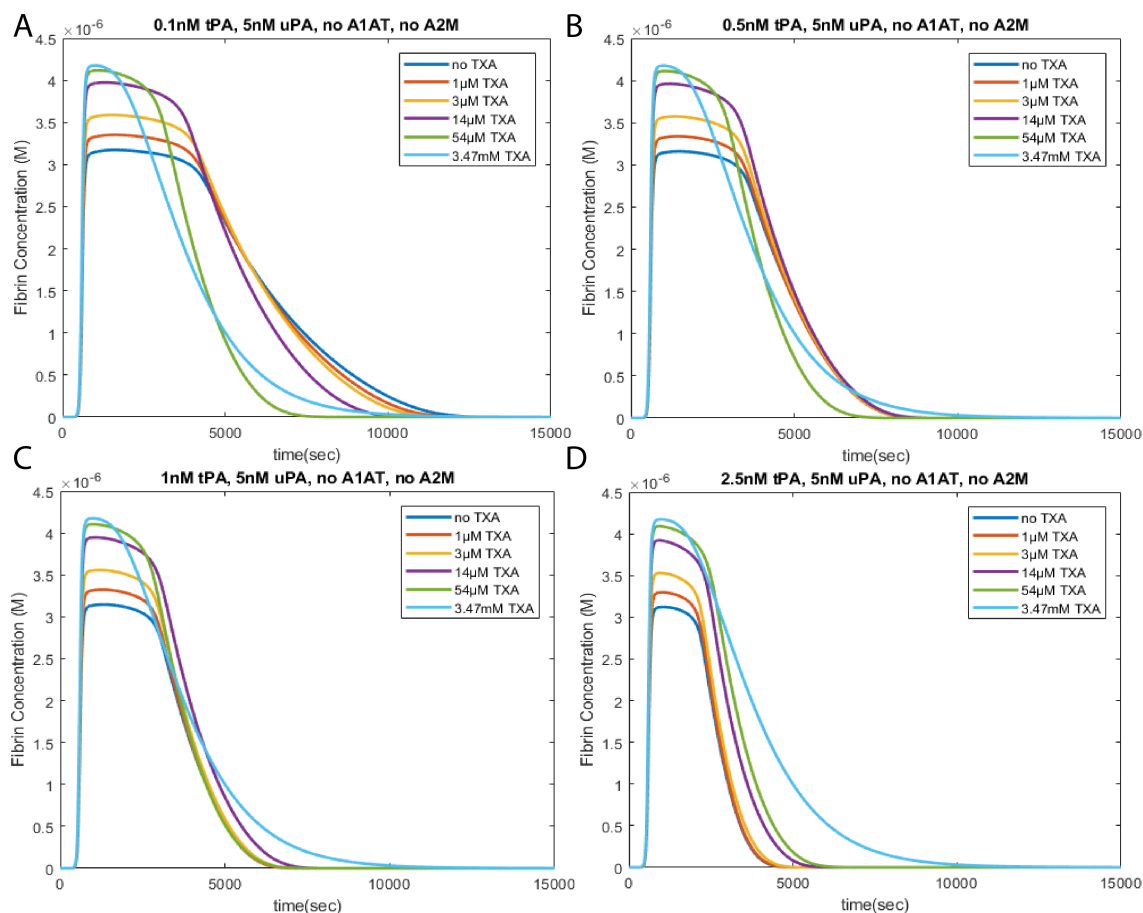 A
0.1nM tPA, 5nM uPA, no A1AT, no A2M
×10⁻⁶
4.5
4
3.5
3
2.5
2
1.5
1
0.5
0
Fibrin Concentration (M)
no TXA
1µM TXA
3µM TXA
14µM TXA
54µM TXA
3.47mM TXA
0 5000 10000 15000
time(sec)
B
0.5nM tPA, 5nM uPA, no A1AT, no A2M
×10⁻⁶
4.5
4
3.5
3
2.5
2
1.5
1
0.5
0
Fibrin Concentration (M)
no TXA
1µM TXA
3µM TXA
14µM TXA
54µM TXA
3.47mM TXA
0 5000 10000 15000
time(sec)
C
1nM tPA, 5nM uPA, no A1AT, no A2M
×10⁻⁶
4.5
4
3.5
3
2.5
2
1.5
1
0.5
0
Fibrin Concentration (M)
no TXA
1µM TXA
3µM TXA
14µM TXA
54µM TXA
3.47mM TXA
0 5000 10000 15000
time(sec)
D
2.5nM tPA, 5nM uPA, no A1AT, no A2M
×10⁻⁶
4.5
4
3.5
3
2.5
2
1.5
1
0.5
0
Fibrin Concentration (M)
no TXA
1µM TXA
3µM TXA
14µM TXA
54µM TXA
3.47mM TXA
0 5000 10000 15000
time(sec)